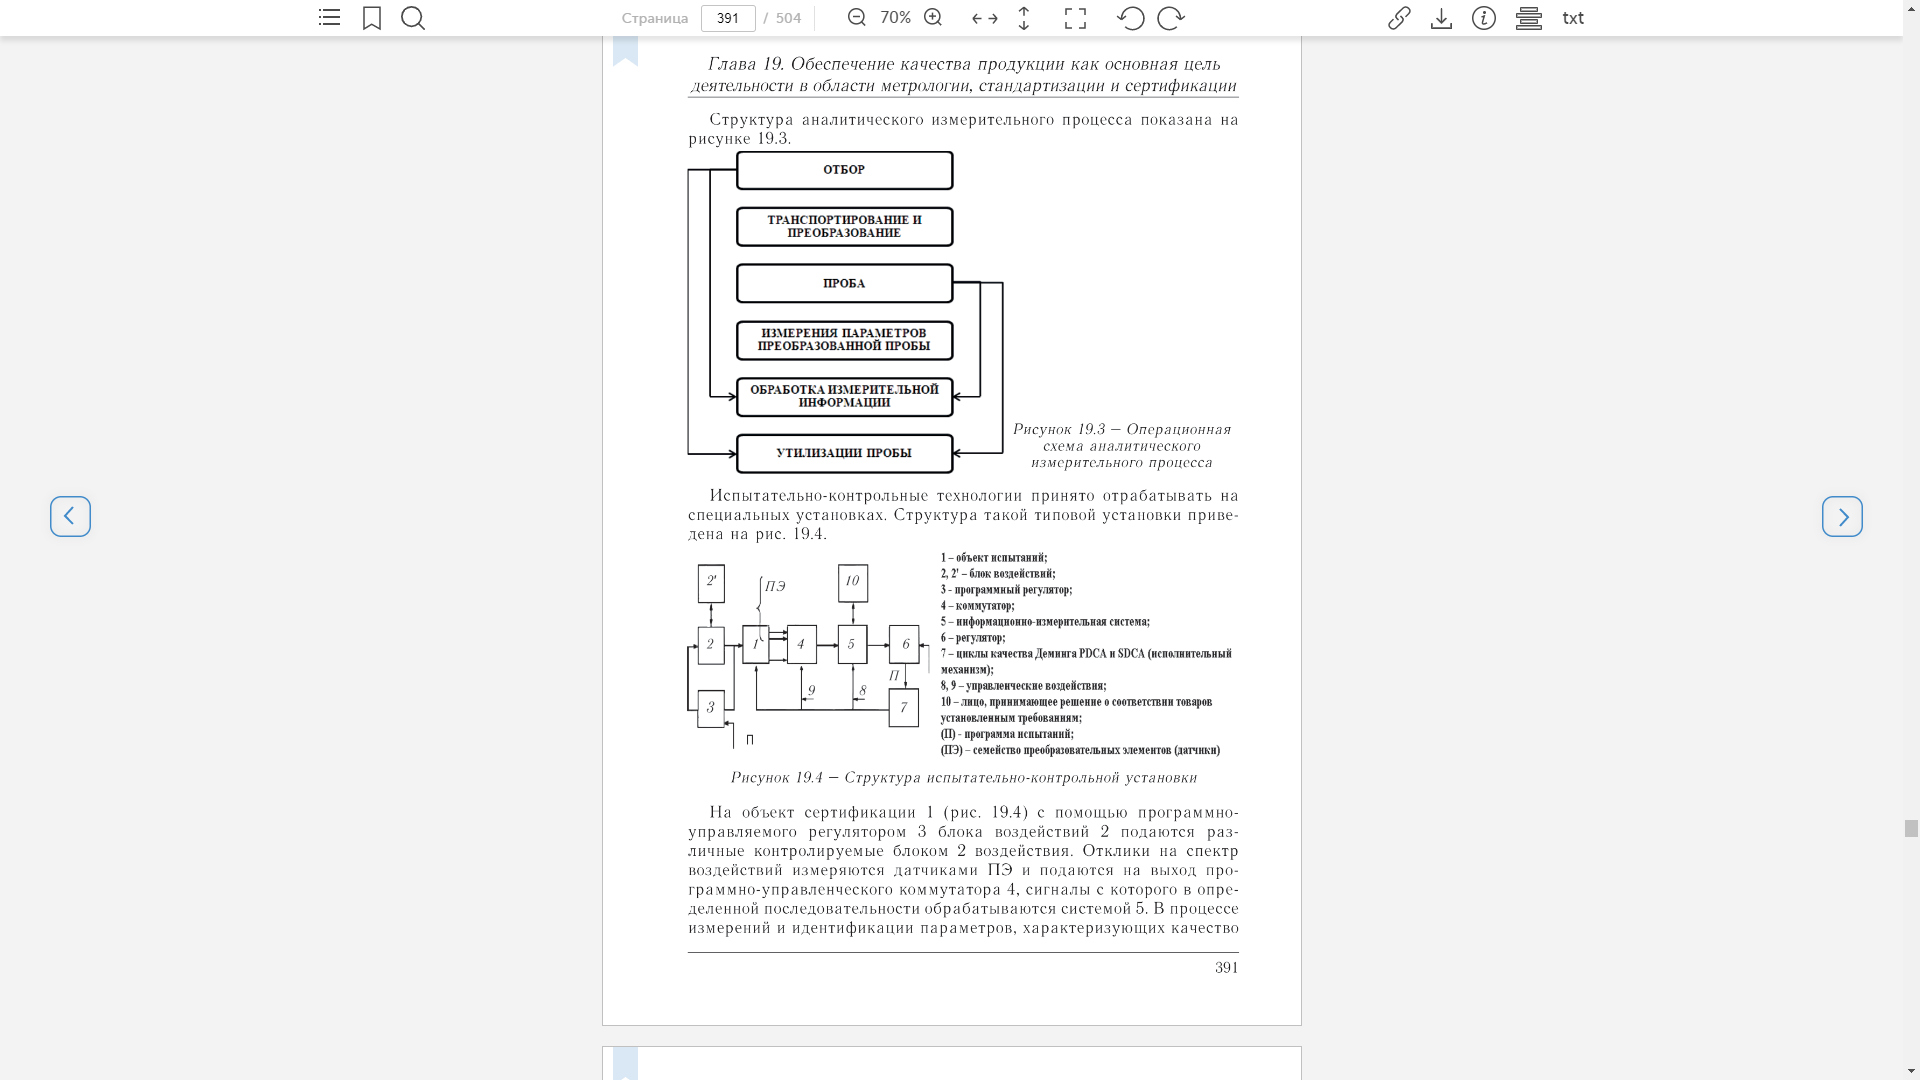 Страница 391 / 504 70% txt
Глава 19. Обеспечение качества продукции как основная цель
деятельности в области метрологии, стандартизации и сертификации
Структура аналитического измерительного процесса показана на
рисунке 19.3.
ОТБОР
ТРАНСПОРТИРОВАНИЕ И
ПРЕОБРАЗОВАНИЕ
ПРОБА
ИЗМЕРЕНИЯ ПАРАМЕТРОВ
ПРЕОБРАЗОВАННОЙ ПРОБЫ
ОБРАБОТКА ИЗМЕРИТЕЛЬНОЙ
ИНФОРМАЦИИ
УТИЛИЗАЦИИ ПРОБЫ
Рисунок 19.3 – Операционная
схема аналитического
измерительного процесса
Испытательно-контрольные технологии принято отрабатывать на
специальных установках. Структура такой типовой установки приве-
дена на рис. 19.4.
2' ПЭ 10
2 1 4 5 6
П
9 8
3 7
П
1 – объект испытаний;
2, 2' – блок воздействий;
3 - программный регулятор;
4 – коммутатор;
5 – информационно-измерительная система;
6 – регулятор;
7 – циклы качества Деминга PDCA и SDCA (исполнительный
механизм);
8, 9 – управленческие воздействия;
10 – лицо, принимающее решение о соответствии товаров
установленным требованиям;
(П) - программа испытаний;
(ПЭ) – семейство преобразовательных элементов (датчики)
Рисунок 19.4 – Структура испытательно-контрольной установки
На объект сертификации 1 (рис. 19.4) с помощью программно-
управляемого регулятором 3 блока воздействий 2 подаются раз-
личные контролируемые блоком 2 воздействия. Отклики на спектр
воздействий измеряются датчиками ПЭ и подаются на выход про-
граммно-управленческого коммутатора 4, сигналы с которого в опре-
деленной последовательности обрабатываются системой 5. В процессе
измерений и идентификации параметров, характеризующих качество
391